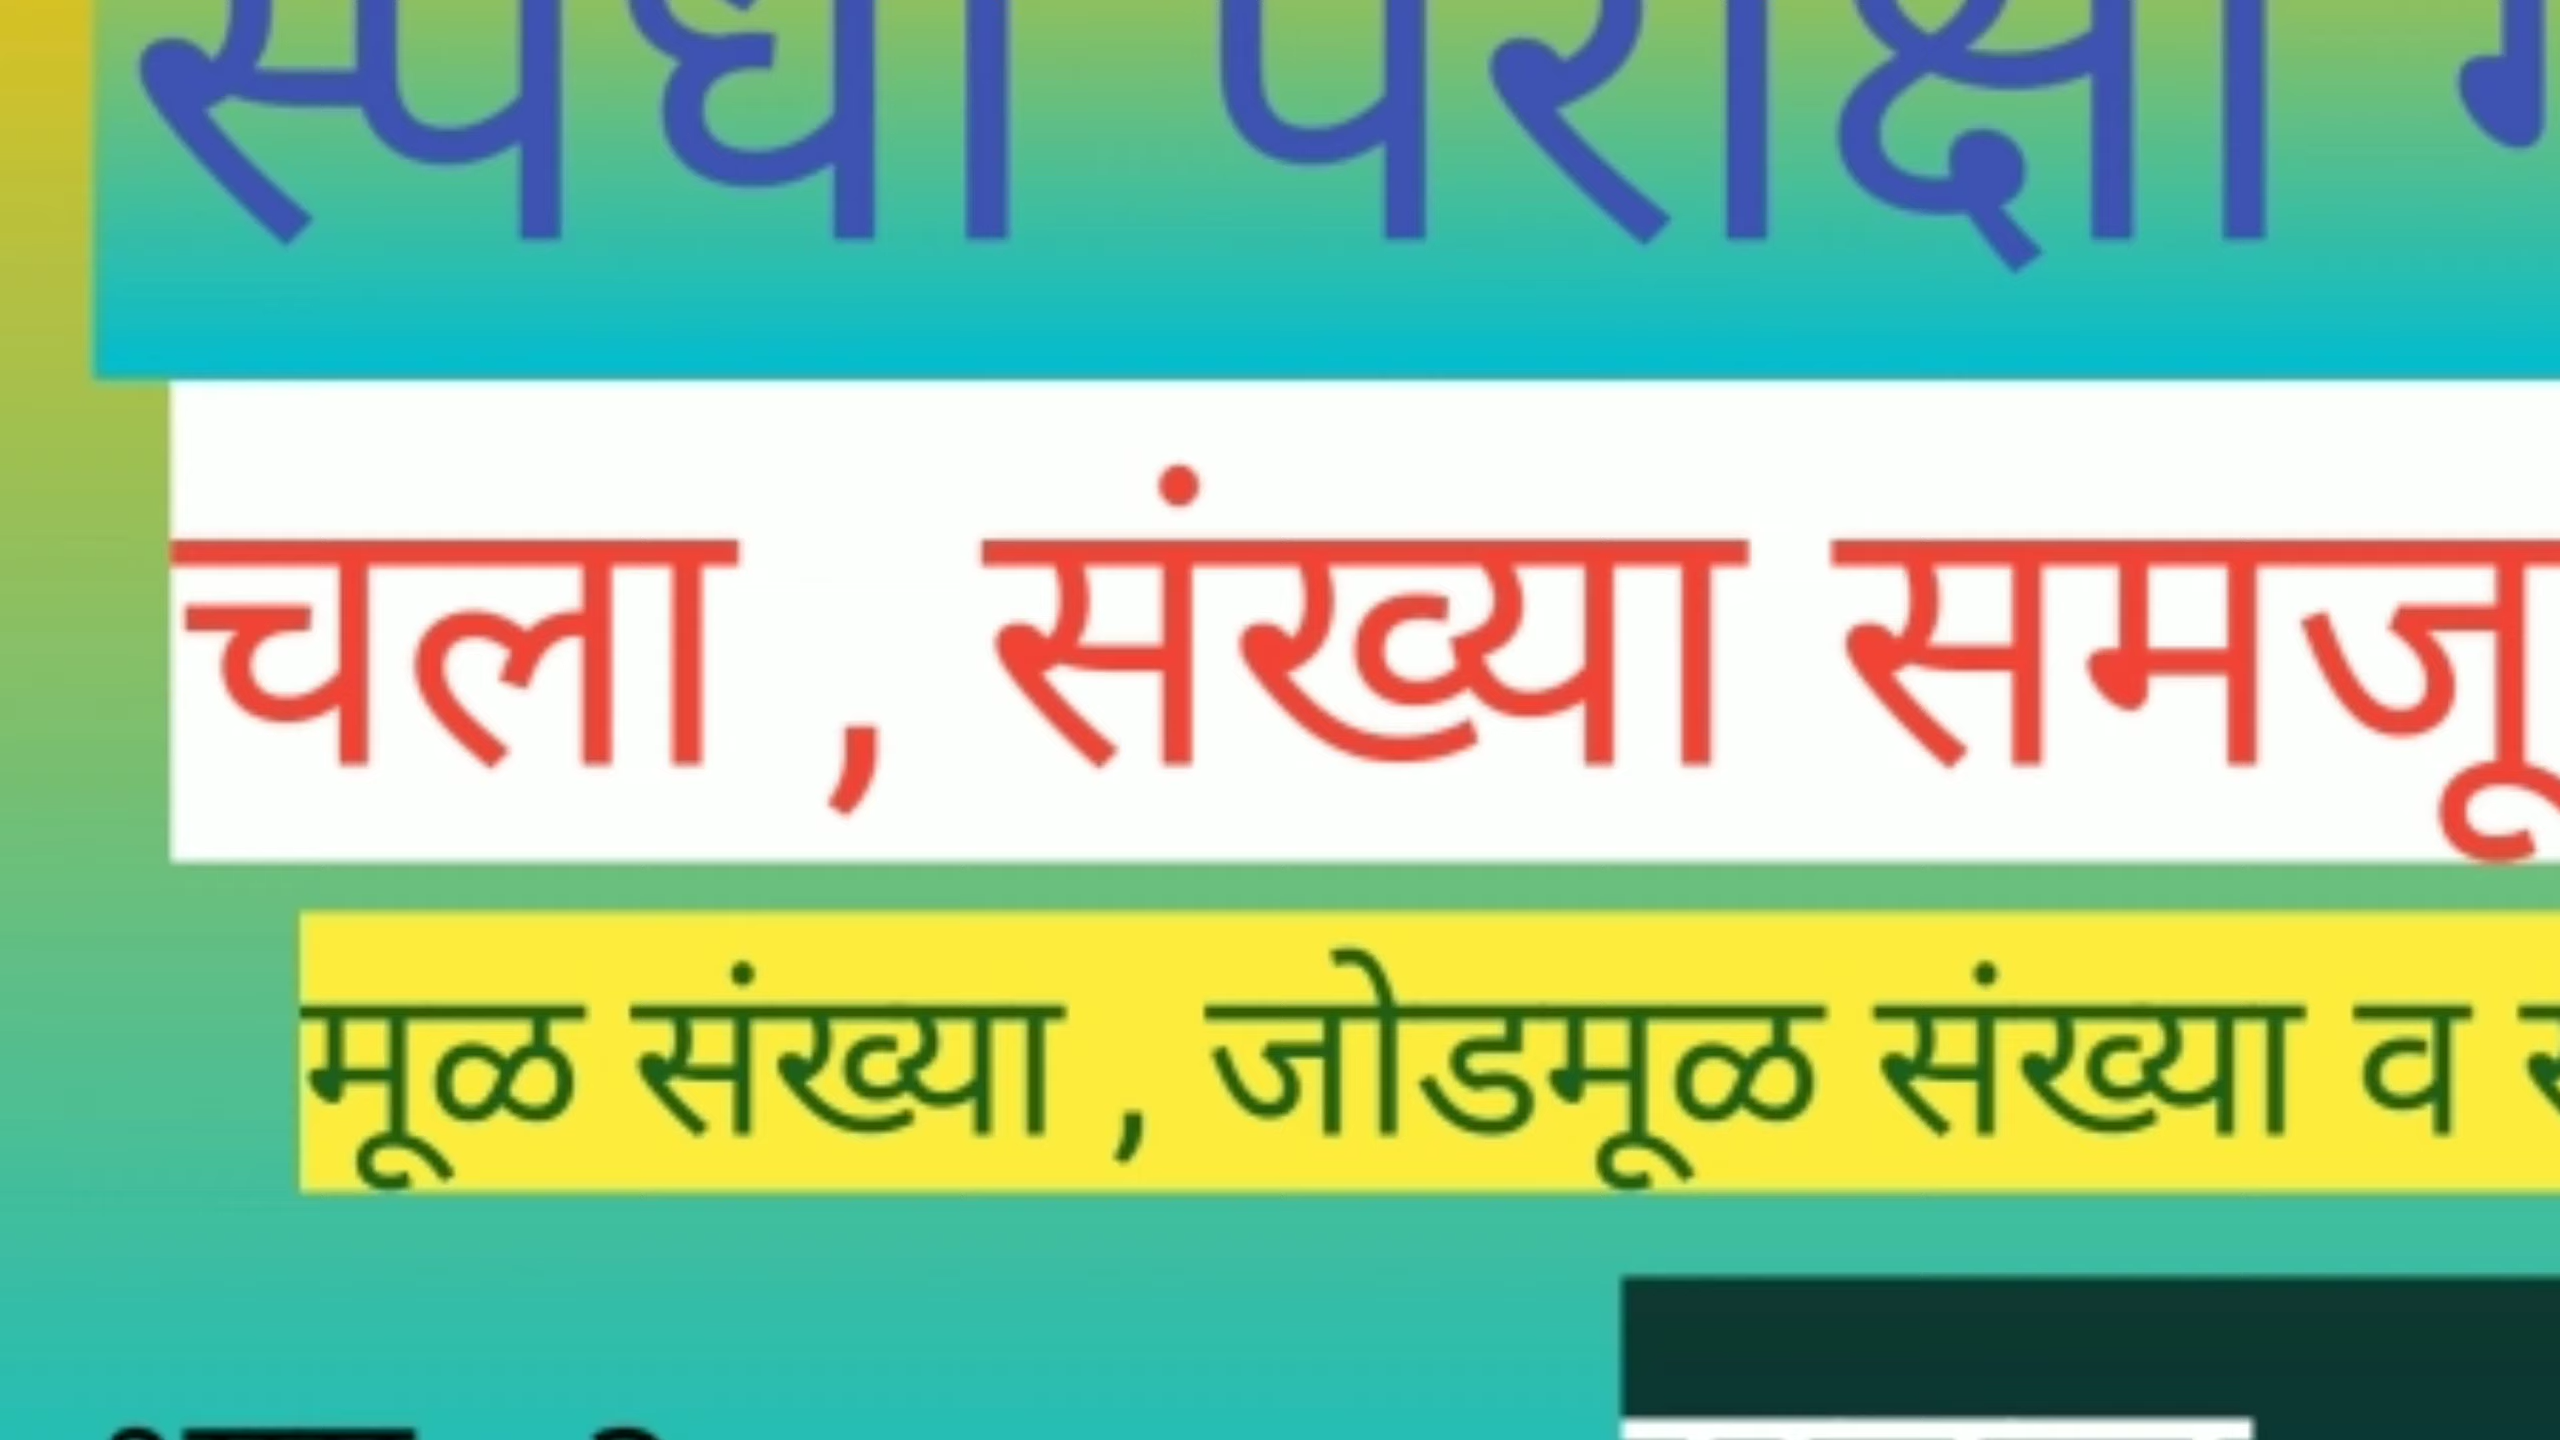 स्पर्धा परीक्षा
चला , संख्या समजू
मूळ संख्या , जोडमूळ संख्या व